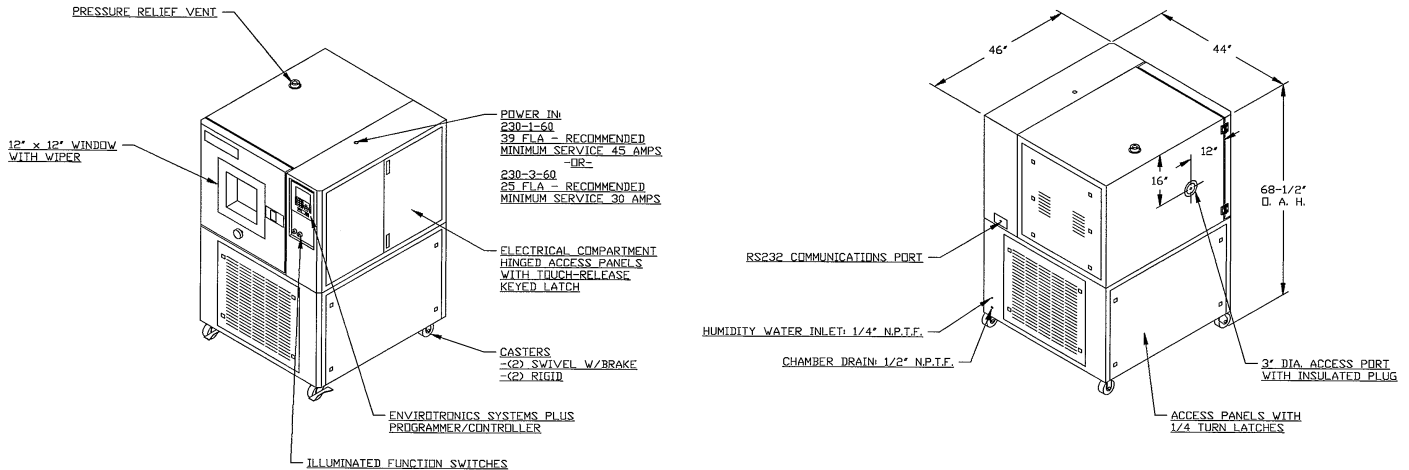 PRESSURE RELIEF VENT
12" x 12" WINDOW
WITH WIPER
POWER IN:
230-1-60
39 FLA - RECOMMENDED
MINIMUM SERVICE 45 AMPS
-OR-
230-3-60
25 FLA - RECOMMENDED
MINIMUM SERVICE 30 AMPS
ELECTRICAL COMPARTMENT
HINGED ACCESS PANELS
WITH TOUCH-RELEASE
KEYED LATCH
CASTERS
-(2) SWIVEL W/BRAKE
-(2) RIGID
ENVIROTRONICS SYSTEMS PLUS
PROGRAMMER/CONTROLLER
ILLUMINATED FUNCTION SWITCHES
46"
44"
12"
16"
68-1/2"
O. A. H.
RS232 COMMUNICATIONS PORT
HUMIDITY WATER INLET: 1/4" N.P.T.F.
CHAMBER DRAIN: 1/2" N.P.T.F.
3" DIA. ACCESS PORT
WITH INSULATED PLUG
ACCESS PANELS WITH
1/4 TURN LATCHES